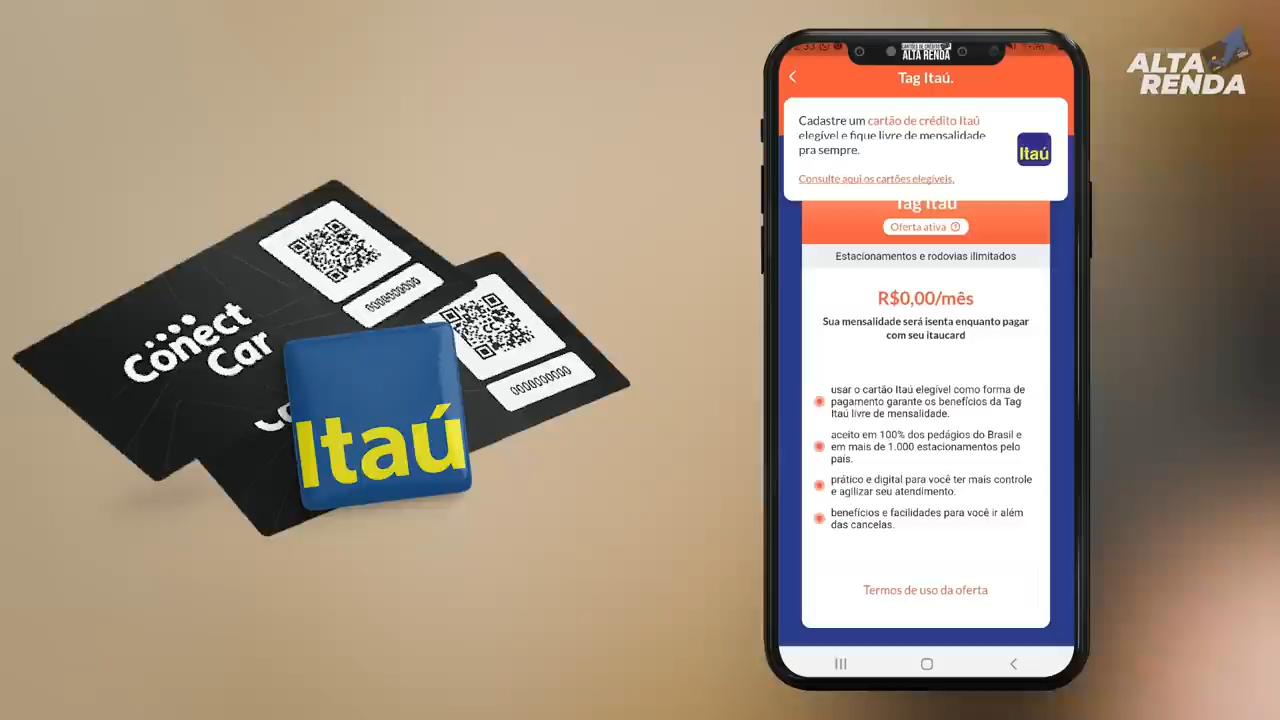 Conect
Car
0000000000
0000000000
Itaú
CARTÕES DE CRÉDITO
ALTA RENDA
Tag Itaú.
Cadastre um cartão de crédito Itaú
elegível e fique livre de mensalidade
pra sempre.
Itaú
Consulte aqui os cartões elegíveis.
Tag Itaú
Oferta ativa
Estacionamentos e rodovias ilimitados
R$0,00/mês
Sua mensalidade será isenta enquanto pagar
com seu itaucard
usar o cartão Itaú elegível como forma de
pagamento garante os benefícios da Tag
Itaú livre de mensalidade.
aceito em 100% dos pedágios do Brasil e
em mais de 1.000 estacionamentos pelo
país.
prático e digital para você ter mais controle
e agilizar seu atendimento.
benefícios e facilidades para você ir além
das cancelas.
Termos de uso da oferta
ALTA
RENDA